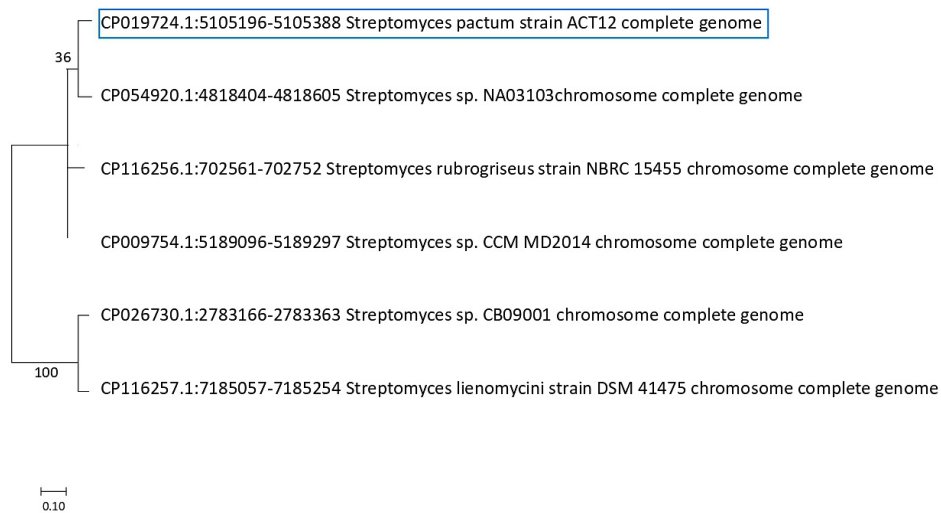 CP019724.1:5105196-5105388 Streptomyces pactum strain ACT12 complete genome
36
CP054920.1:4818404-4818605 Streptomyces sp. NA03103chromosome complete genome
CP116256.1:702561-702752 Streptomyces rubrogriseus strain NBRC 15455 chromosome complete genome
CP009754.1:5189096-5189297 Streptomyces sp. CCM MD2014 chromosome complete genome
CP026730.1:2783166-2783363 Streptomyces sp. CB09001 chromosome complete genome
100
CP116257.1:7185057-7185254 Streptomyces lienomycini strain DSM 41475 chromosome complete genome
0.10